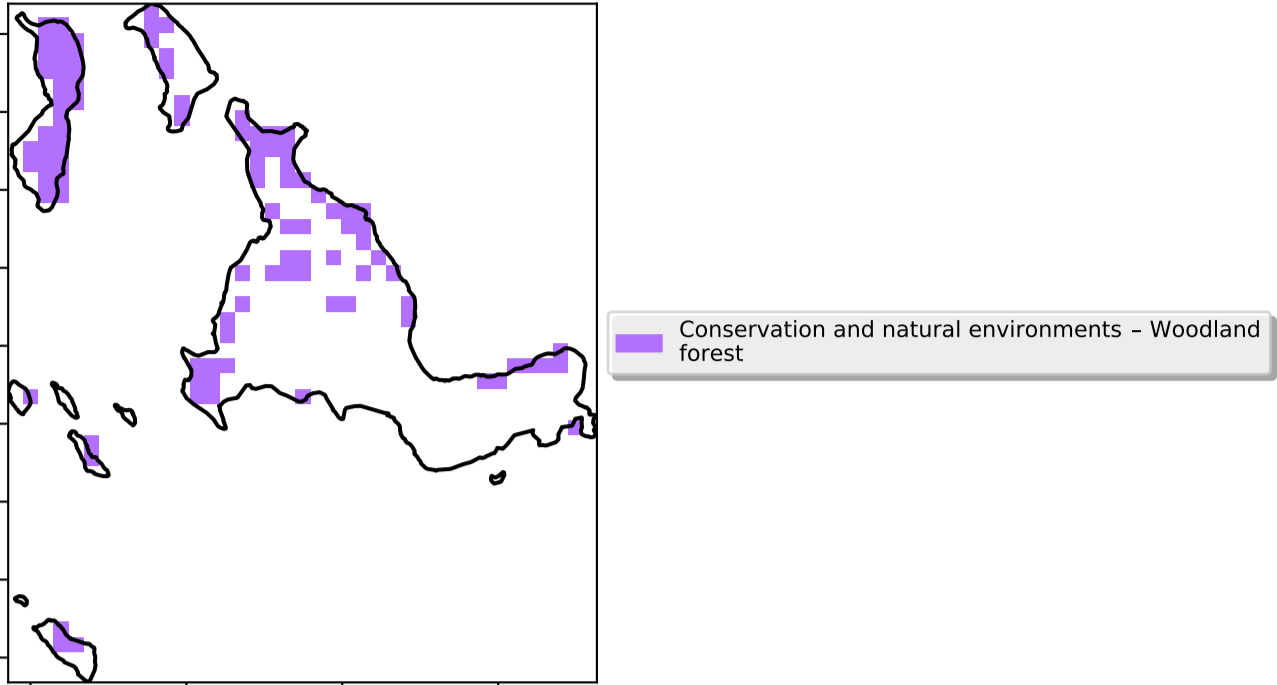 Conservation and natural environments – Woodland
forest